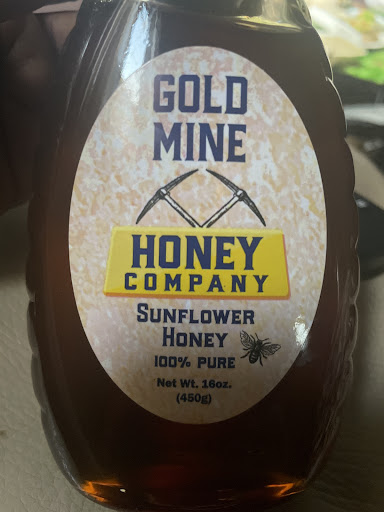 GOLD
MINE
HONEY
COMPANY
SUNFLOWER
HONEY
100% PURE
Net Wt. 16oz.
(450g)